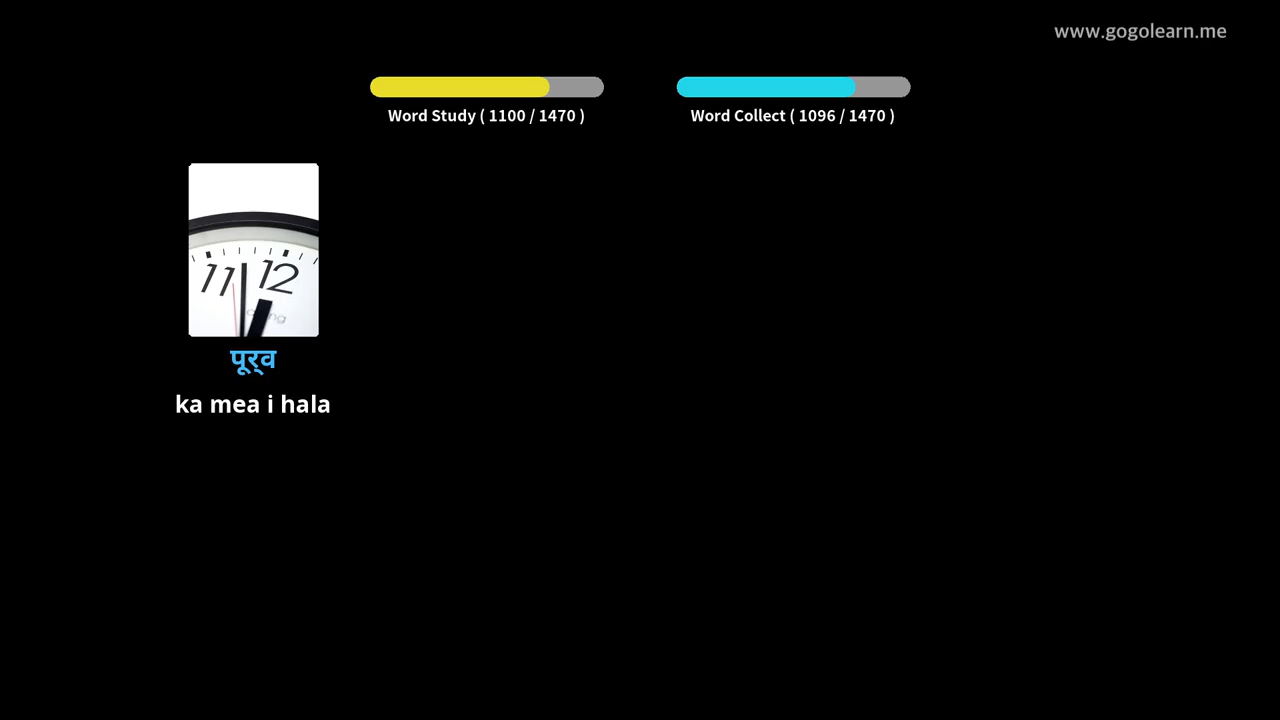 www.gogolearn.me
Word Study ( 1100 / 1470 )
Word Collect ( 1096 / 1470 )
11 12
पूर्व
ka mea i hala